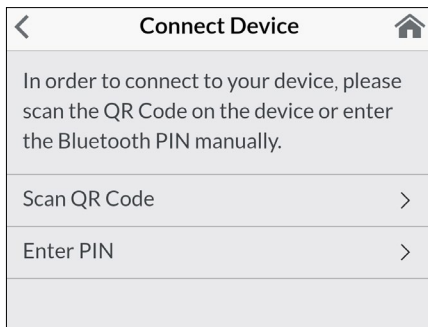 Connect Device
In order to connect to your device, please
scan the QR Code on the device or enter
the Bluetooth PIN manually.
Scan QR Code
Enter PIN